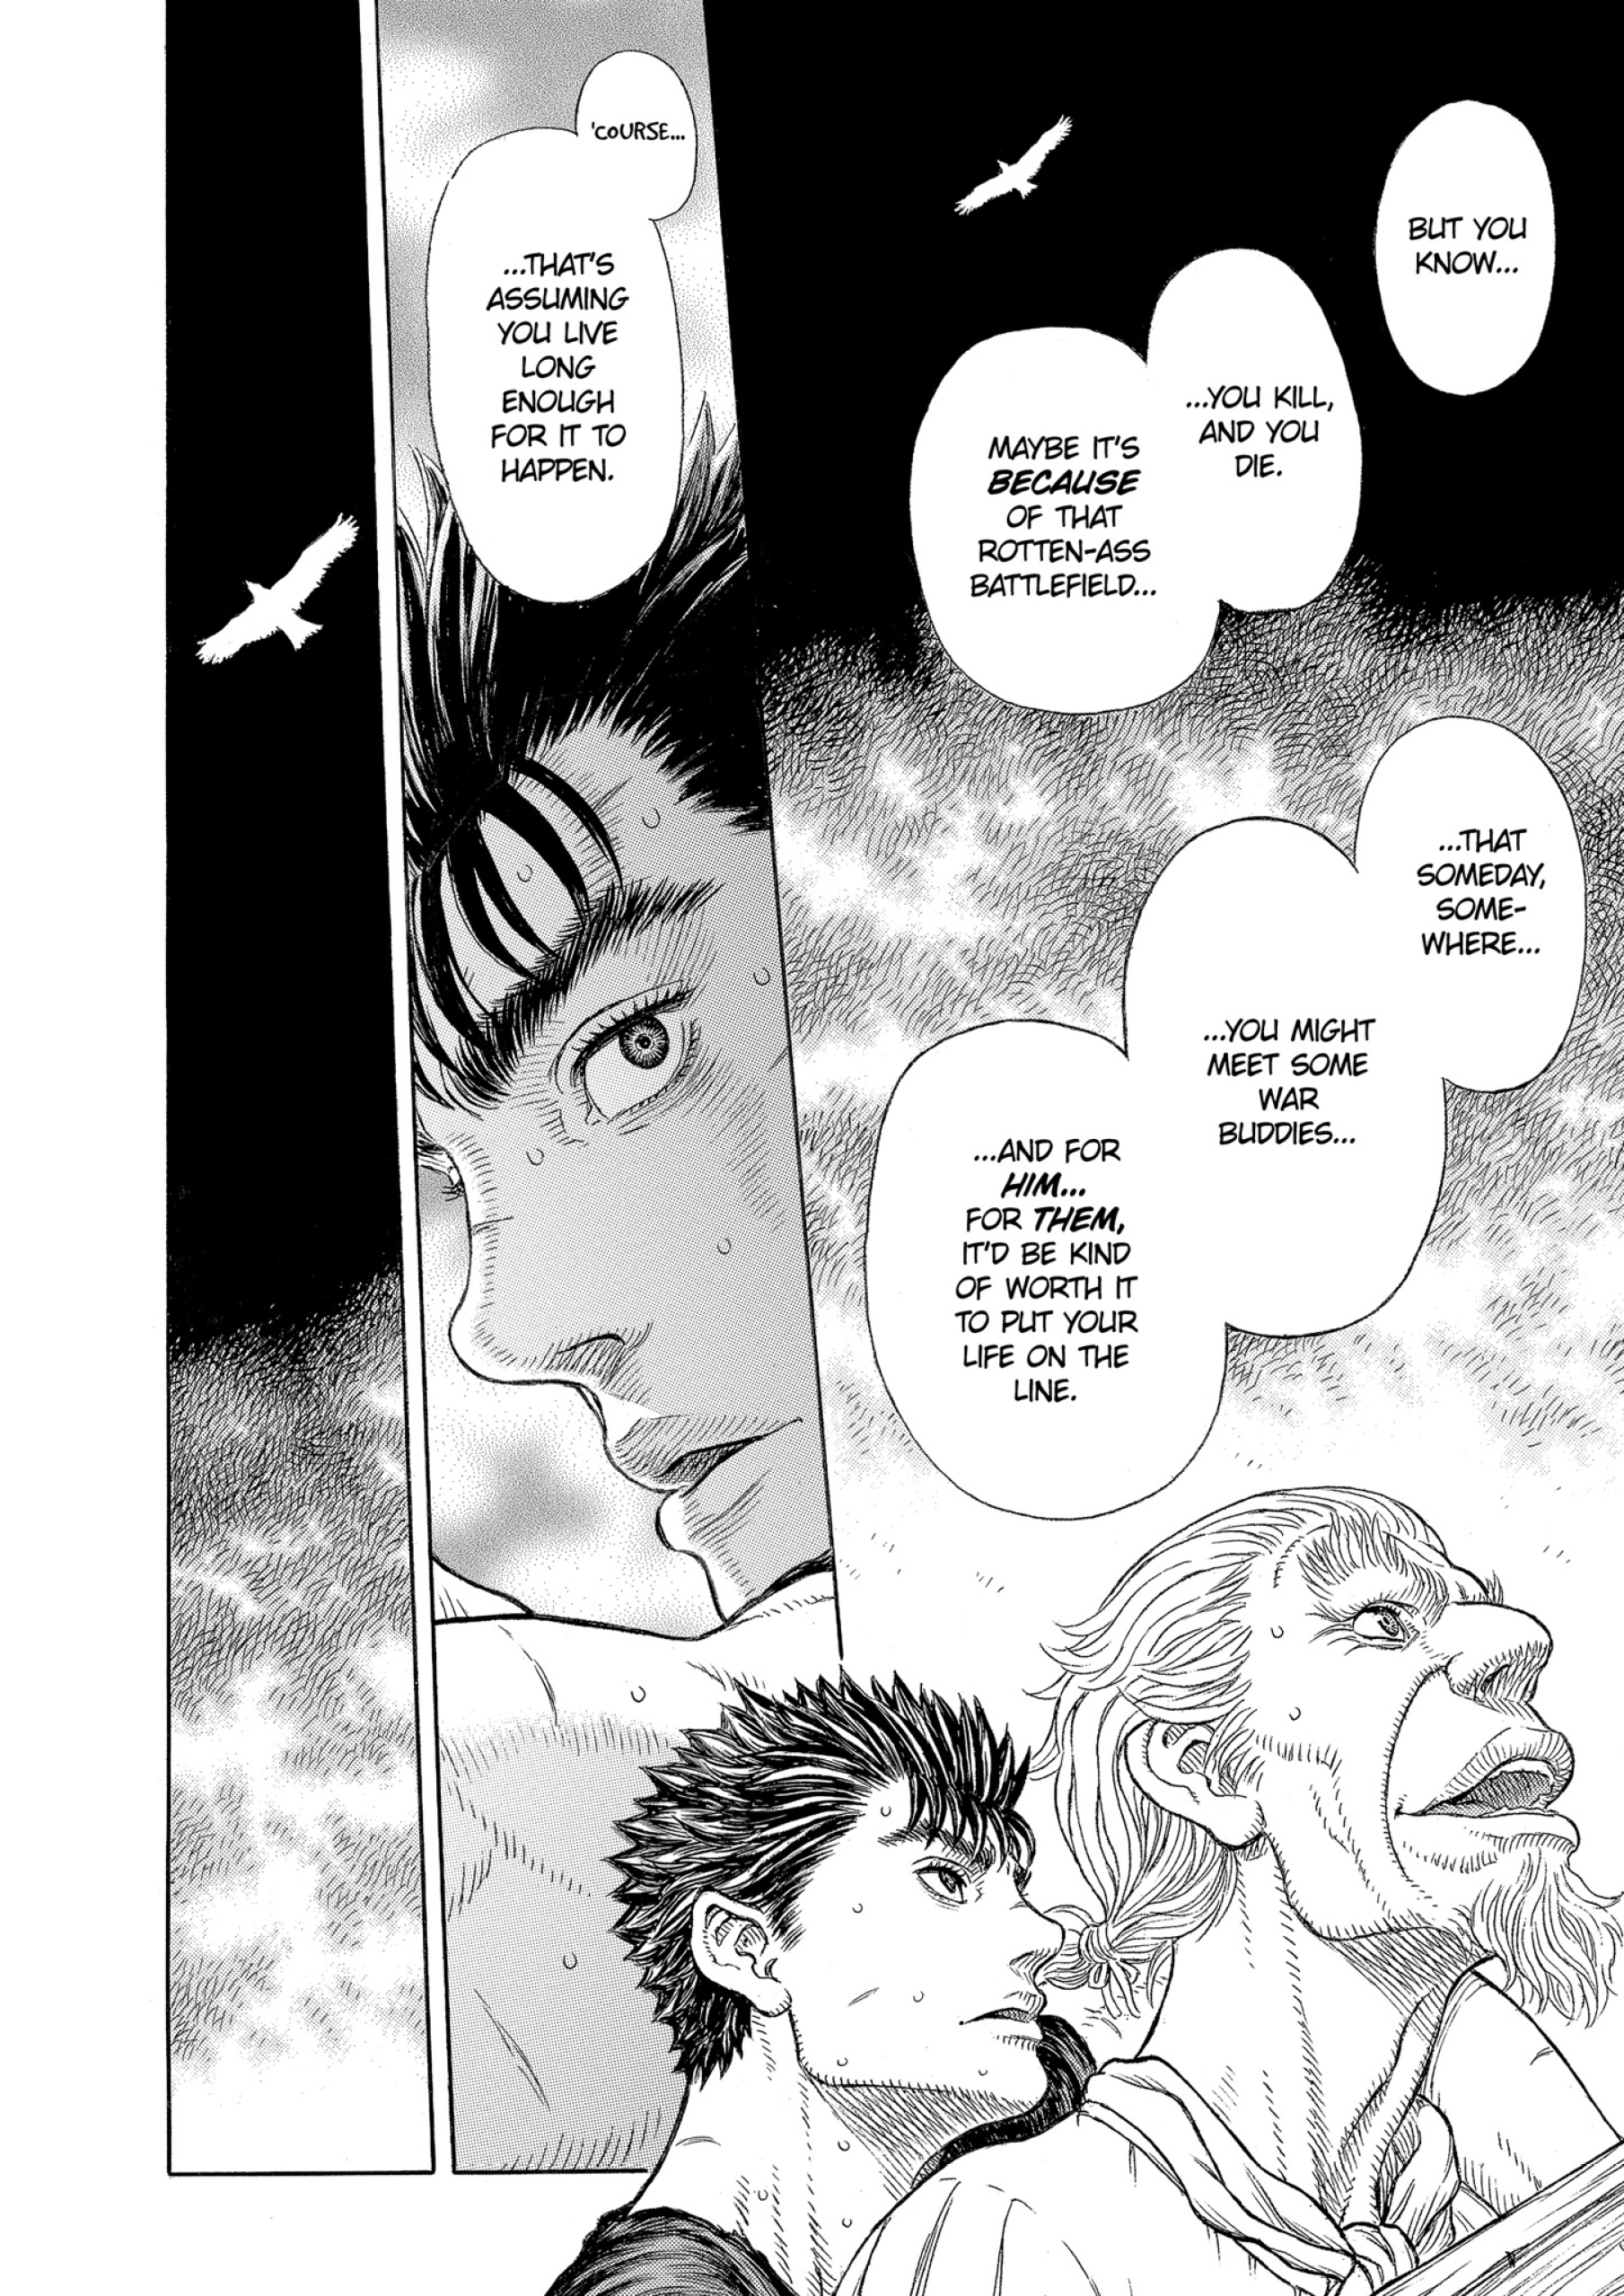 BUT YOU
KNOW...
...YOU KILL,
AND YOU
DIE.
MAYBE IT'S
BECAUSE
OF THAT
ROTTEN-ASS
BATTLEFIELD...
...THAT
SOMEDAY,
SOME-
WHERE...
...YOU MIGHT
MEET SOME
WAR
BUDDIES...
...AND FOR
HIM...
FOR THEM,
IT'D BE KIND
OF WORTH IT
TO PUT YOUR
LIFE ON THE
LINE.
'COURSE...
...THAT'S
ASSUMING
YOU LIVE
LONG
ENOUGH
FOR IT TO
HAPPEN.